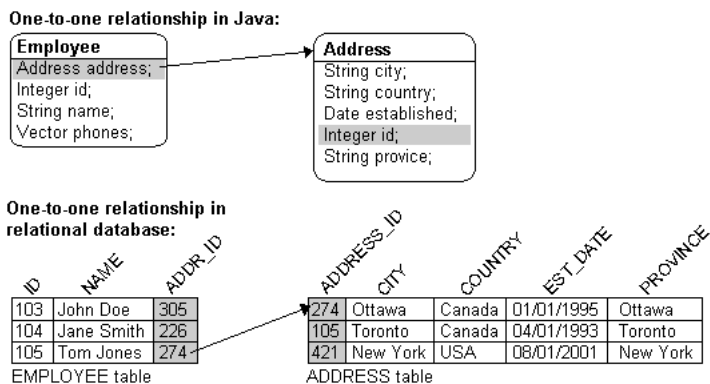 One-to-one relationship in Java:
Employee
Address address;
Integer id;
String name;
Vector phones;
Address
String city;
String country;
Date established;
Integer id;
String provice;
One-to-one relationship in
relational database:
ID NAME ADDR_ID
103 John Doe 305
104 Jane Smith 226
105 Tom Jones 274
EMPLOYEE table
ADDRESS_ID CITY COUNTRY EST_DATE PROVINCE
274 Ottawa Canada 01/01/1995 Ottawa
105 Toronto Canada 04/01/1993 Toronto
421 New York USA 08/01/2001 New York
ADDRESS table